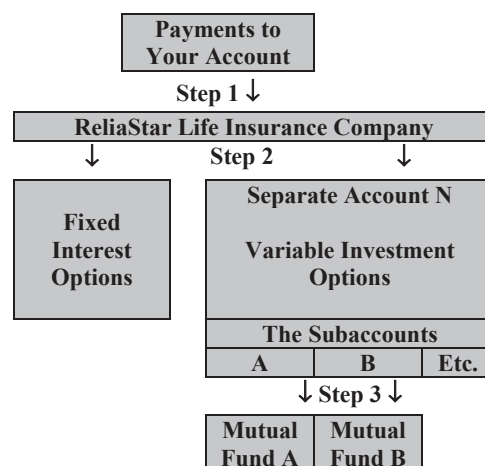 Payments to
Your Account
Step 1 ↓
ReliaStar Life Insurance Company
↓ Step 2 ↓
Fixed
Interest
Options
Separate Account N
Variable Investment
Options
The Subaccounts
A B Etc.
↓ Step 3 ↓
Mutual
Fund A
Mutual
Fund B